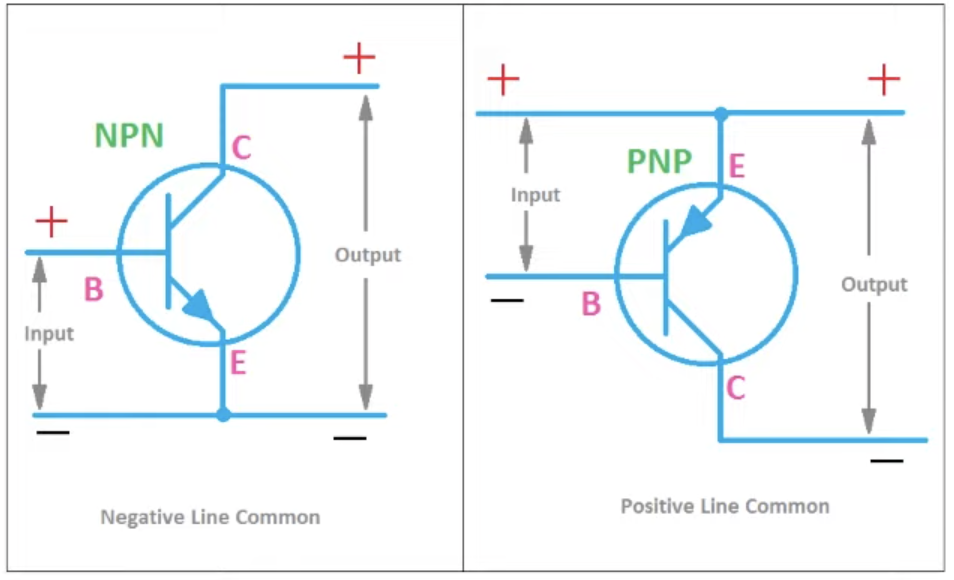 +
NPN
C
+
B
Output
Input
E
—
—
Negative Line Common
+
+
PNP
E
Input
—
B
Output
C
—
Positive Line Common